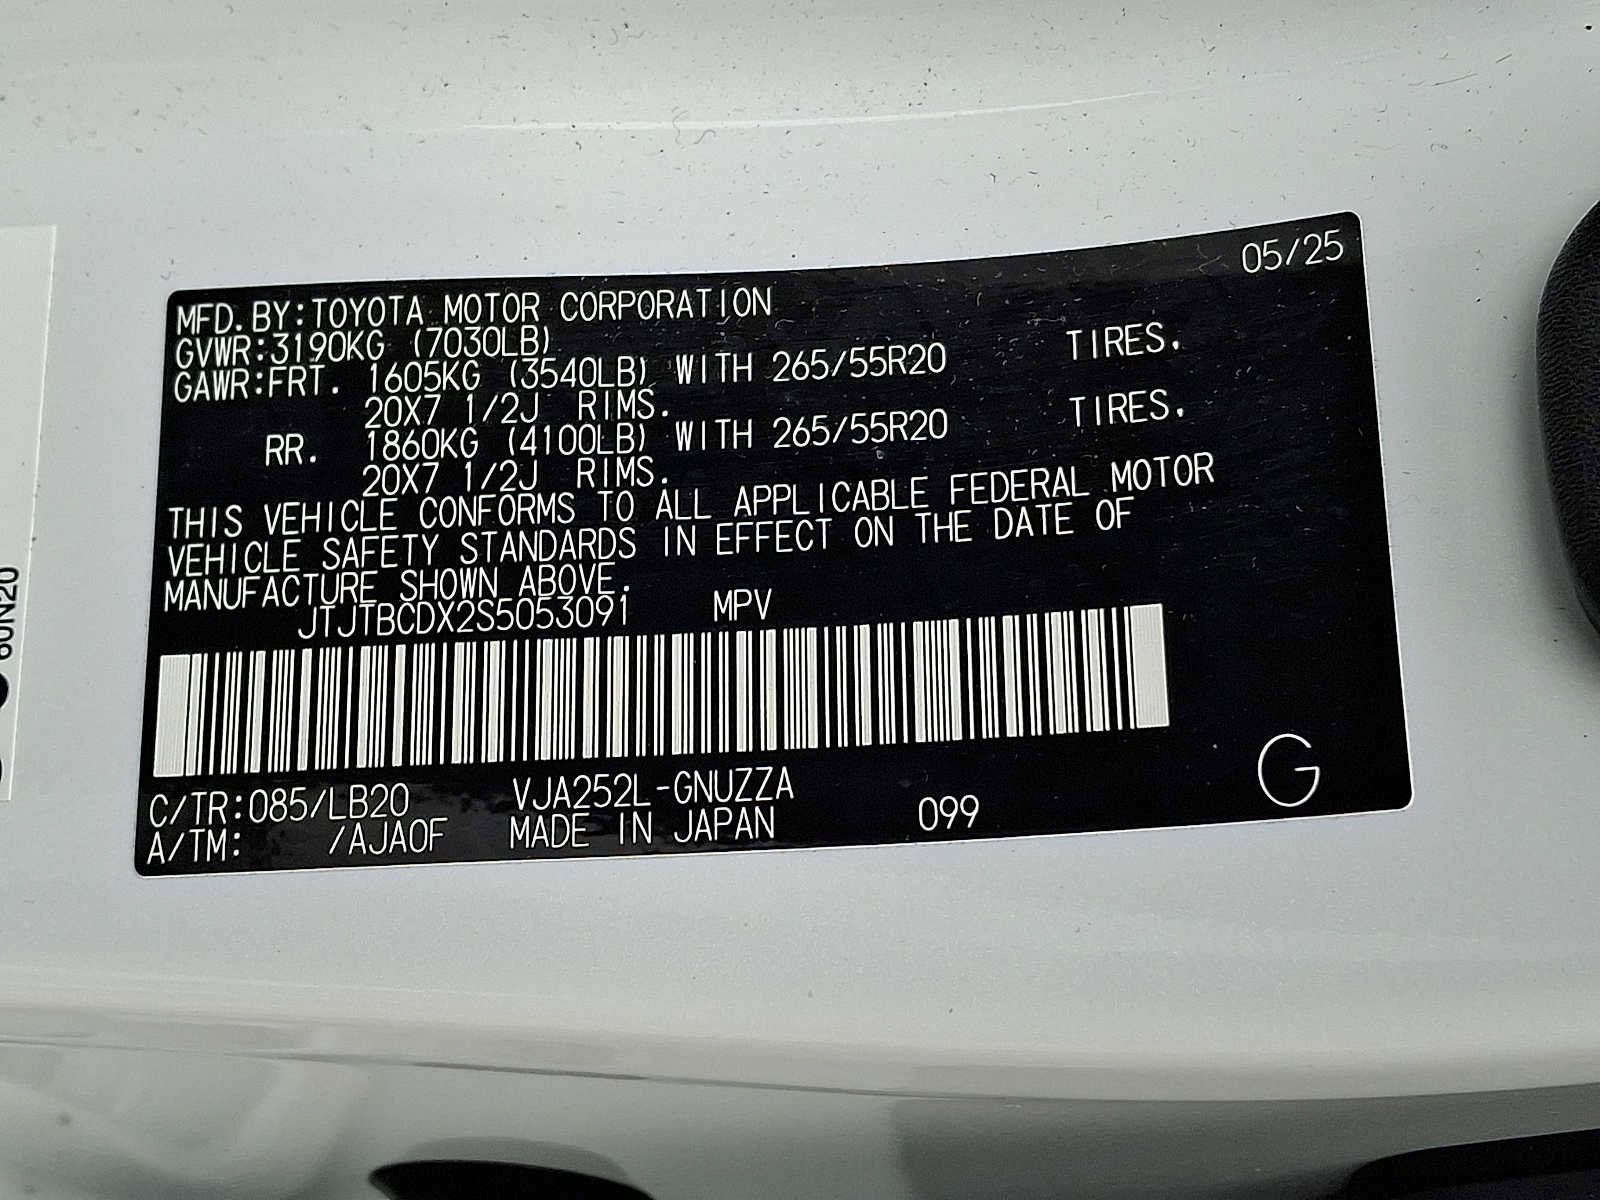 05/25
MFD.BY:TOYOTA MOTOR CORPORATION
GVWR:3190KG (7030LB)
GAWR:FRT. 1605KG (3540LB) WITH 265/55R20 TIRES.
20X7 1/2J RIMS.
RR. 1860KG (4100LB) WITH 265/55R20 TIRES.
20X7 1/2J RIMS.
THIS VEHICLE CONFORMS TO ALL APPLICABLE FEDERAL MOTOR
VEHICLE SAFETY STANDARDS IN EFFECT ON THE DATE OF
MANUFACTURE SHOWN ABOVE.
JTJTBCDX2S5053091 MPV
C/TR:085/LB20 VJA252L-GNUZZA
A/TM: /AJA0F MADE IN JAPAN 099
G
60N20